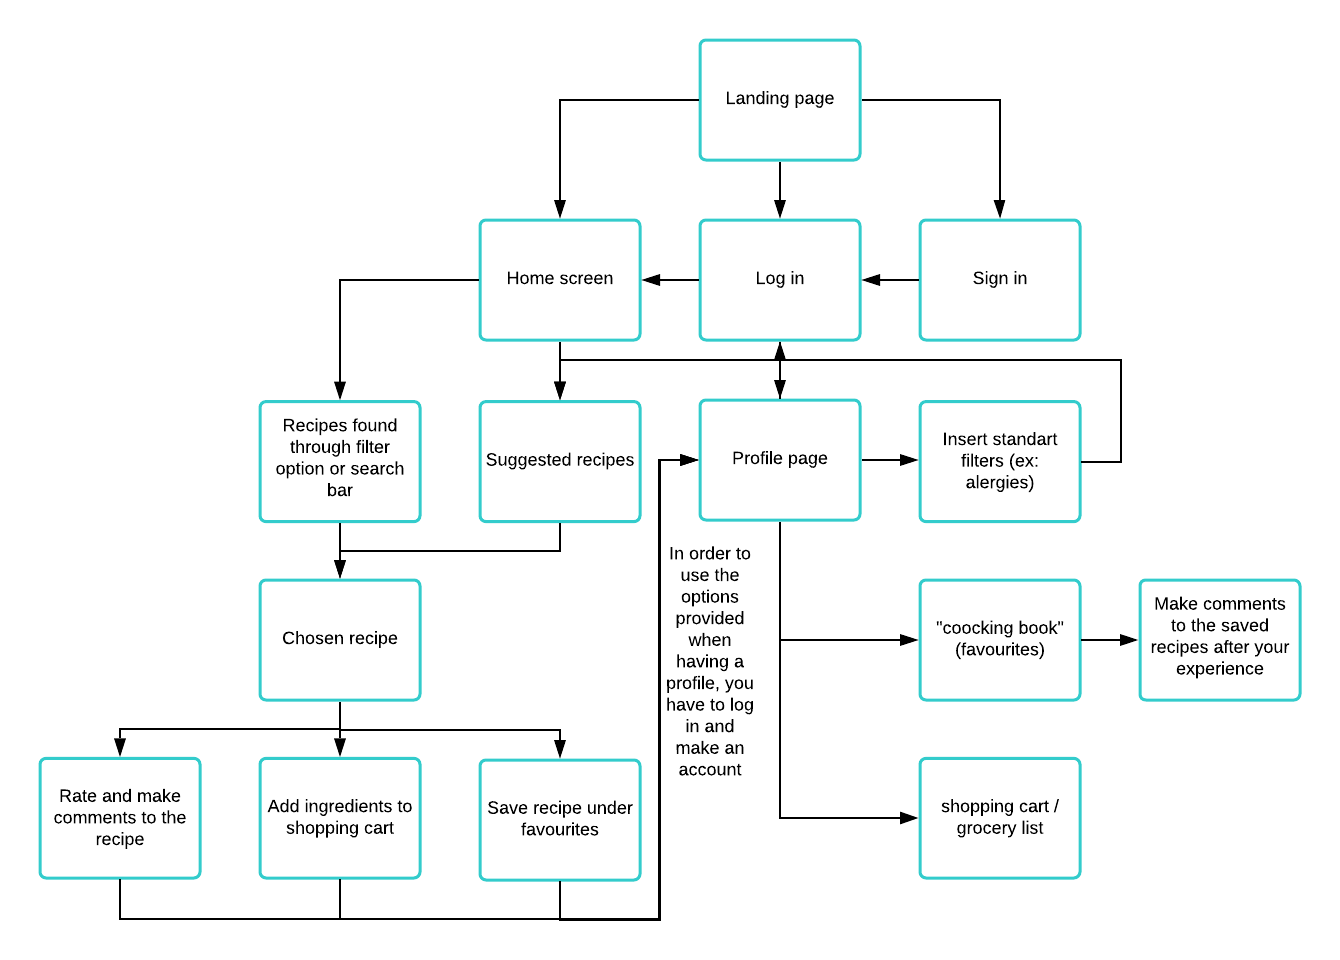 Landing page
Home screen
Log in
Sign in
Recipes found
through filter
option or search
bar
Suggested recipes
Profile page
Insert standart
filters (ex:
alergies)
In order to
use the
options
provided
when
having a
profile, you
have to log
in and
make an
account
Chosen recipe
"coocking book"
(favourites)
Make comments
to the saved
recipes after your
experience
Rate and make
comments to the
recipe
Add ingredients to
shopping cart
Save recipe under
favourites
shopping cart /
grocery list